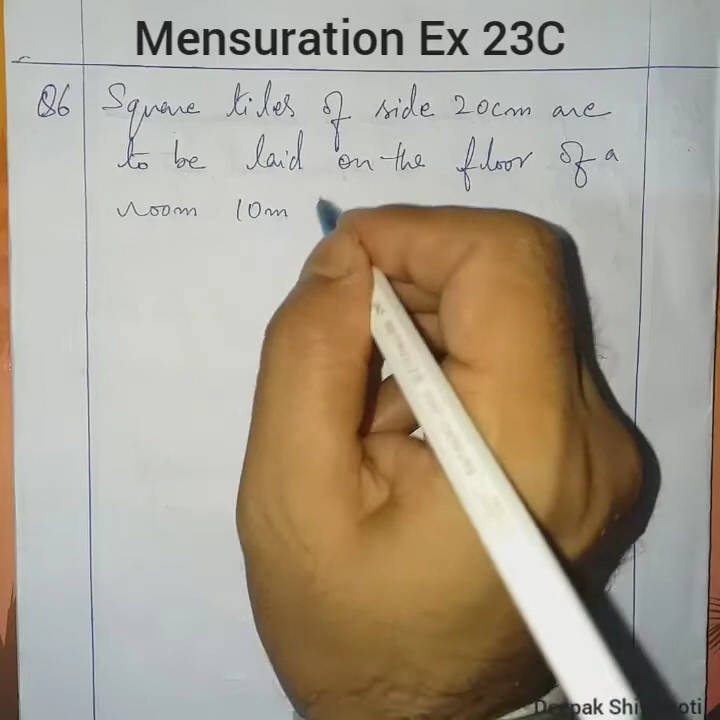 Mensuration Ex 23C
Q6 Square tiles of side 20cm are
to be laid on the floor of a
room 10m